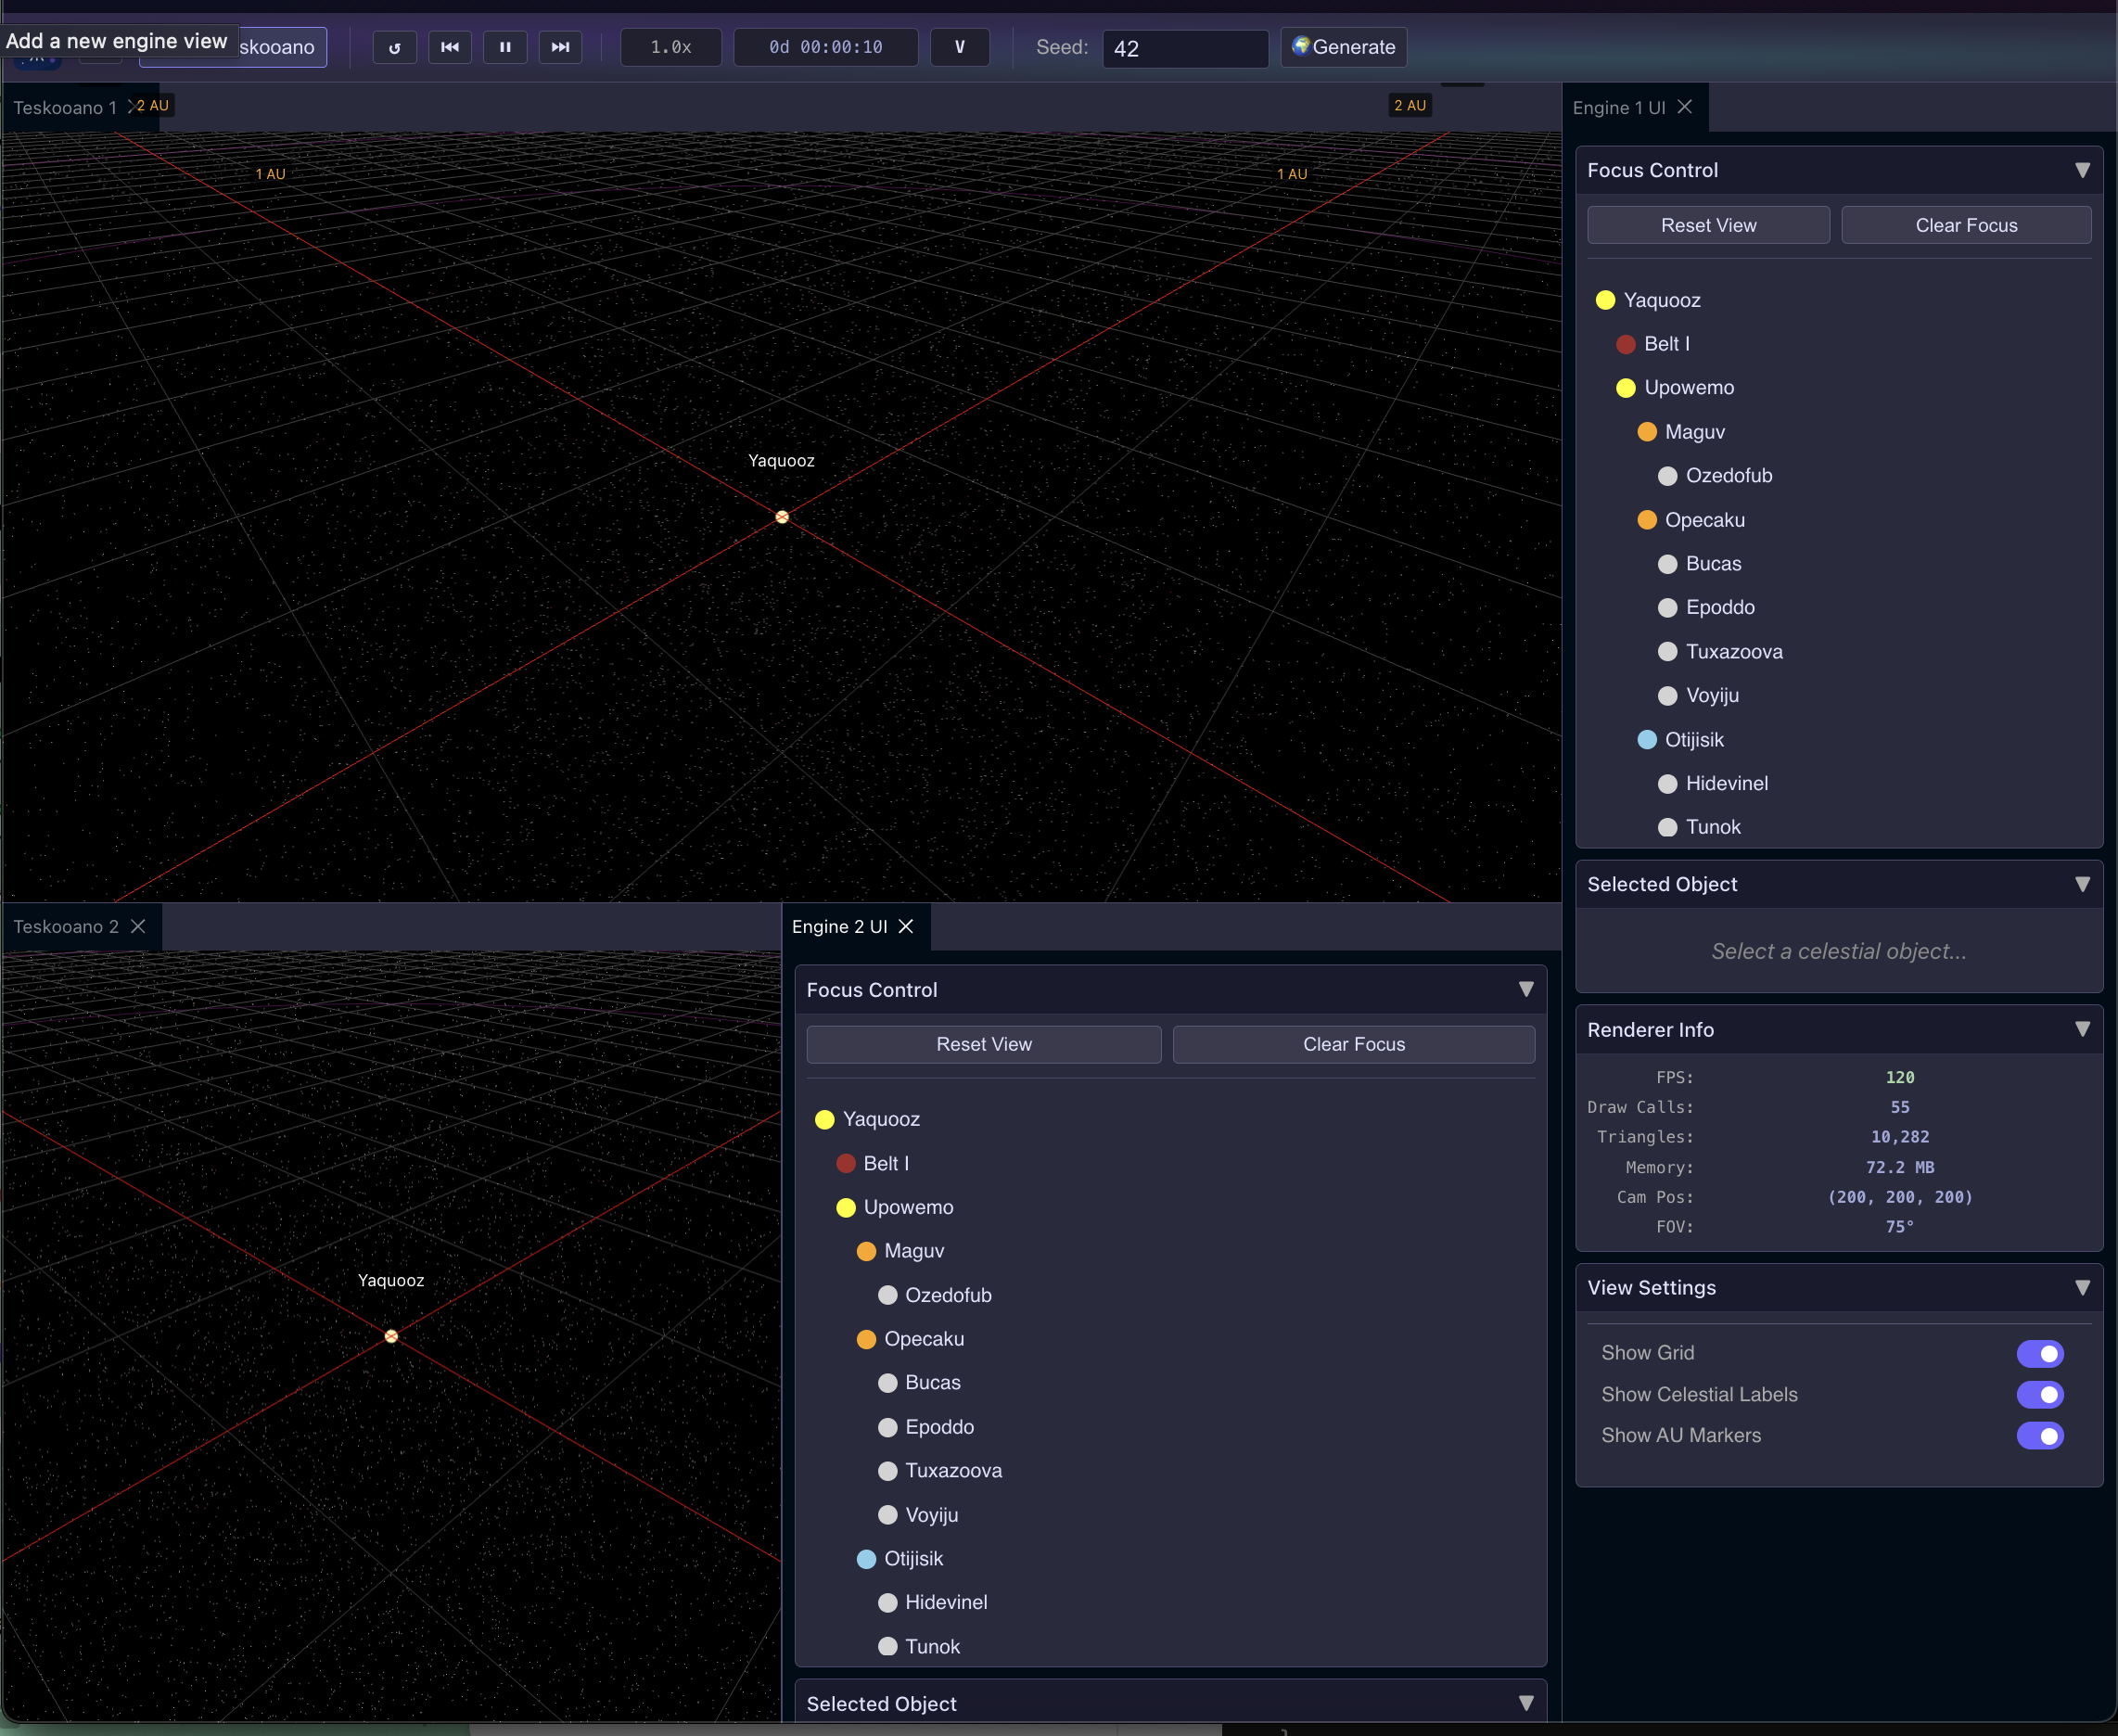 Add a new engine view
skooano
1.0x
0d 00:00:10
V
Seed:
42
Generate
Teskooano 1
2 AU
2 AU
1 AU
1 AU
Yaquooz
Engine 1 UI
Focus Control
Reset View
Clear Focus
Yaquooz
Belt I
Upowemo
Maguv
Ozedofub
Opecaku
Bucas
Epoddo
Tuxazoova
Voyiju
Otijisik
Hidevinel
Tunok
Selected Object
Select a celestial object...
Renderer Info
FPS: 120
Draw Calls: 55
Triangles: 10,282
Memory: 72.2 MB
Cam Pos: (200, 200, 200)
FOV: 75°
View Settings
Show Grid
Show Celestial Labels
Show AU Markers
Teskooano 2
Yaquooz
Engine 2 UI
Focus Control
Reset View
Clear Focus
Yaquooz
Belt I
Upowemo
Maguv
Ozedofub
Opecaku
Bucas
Epoddo
Tuxazoova
Voyiju
Otijisik
Hidevinel
Tunok
Selected Object